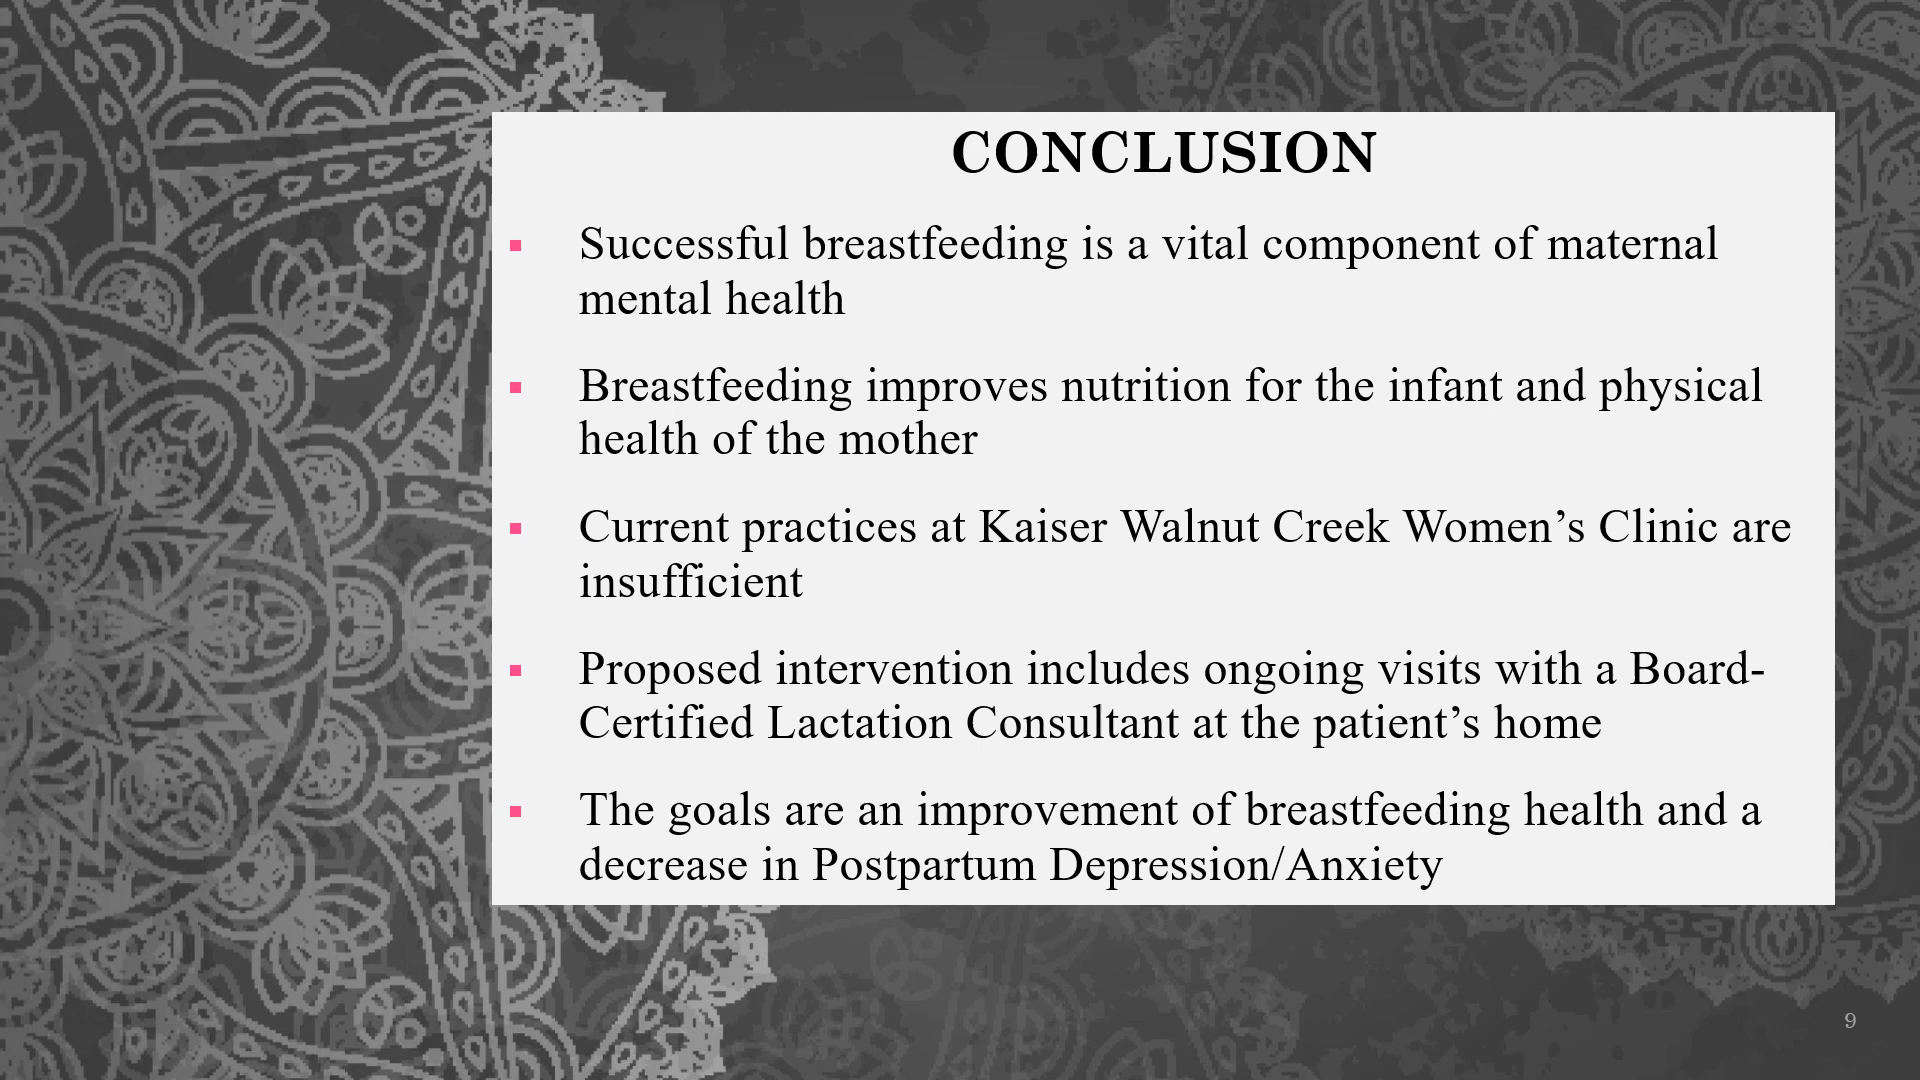 CONCLUSION
▪ Successful breastfeeding is a vital component of maternal
mental health
▪ Breastfeeding improves nutrition for the infant and physical
health of the mother
▪ Current practices at Kaiser Walnut Creek Women’s Clinic are
insufficient
▪ Proposed intervention includes ongoing visits with a Board-
Certified Lactation Consultant at the patient’s home
▪ The goals are an improvement of breastfeeding health and a
decrease in Postpartum Depression/Anxiety
9